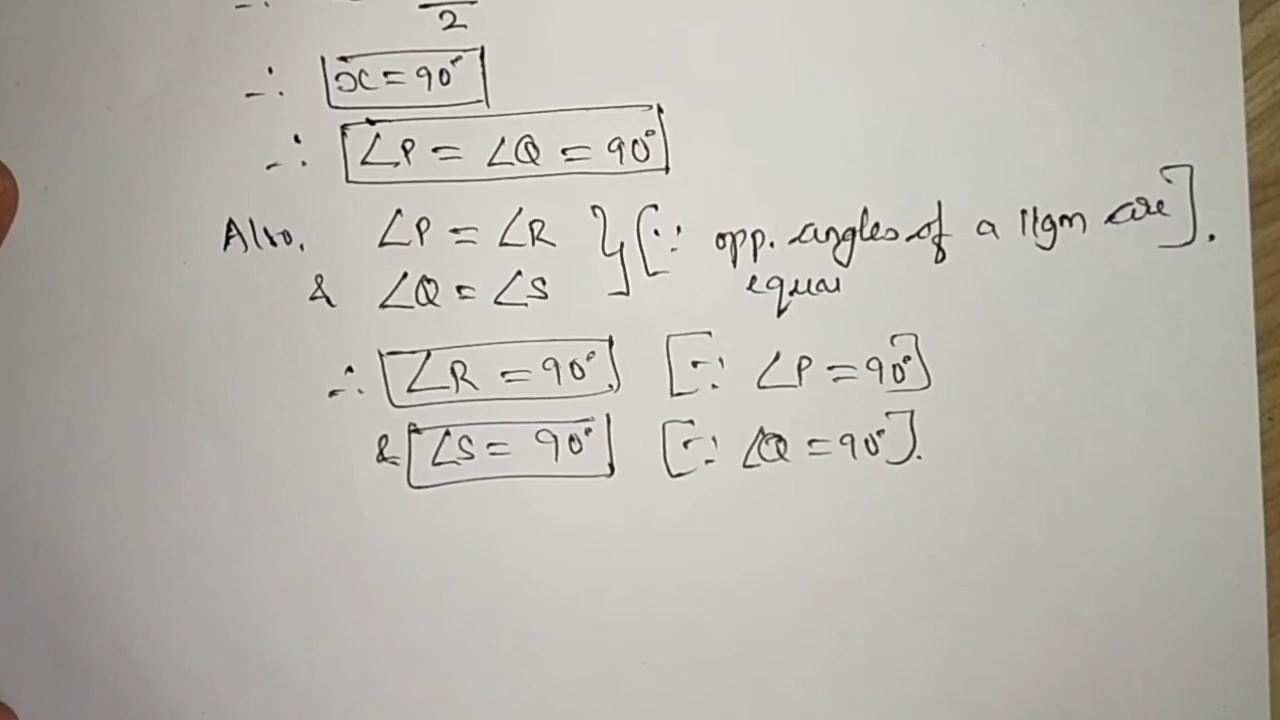 2
∴ x = 90°
∴ ∠P = ∠Q = 90°
Also, ∠P = ∠R } [∵ opp. angles of a ||gm are
& ∠Q = ∠S equal ].
∴ ∠R = 90° [∵ ∠P = 90°]
& ∠S = 90° [∵ ∠Q = 90°].